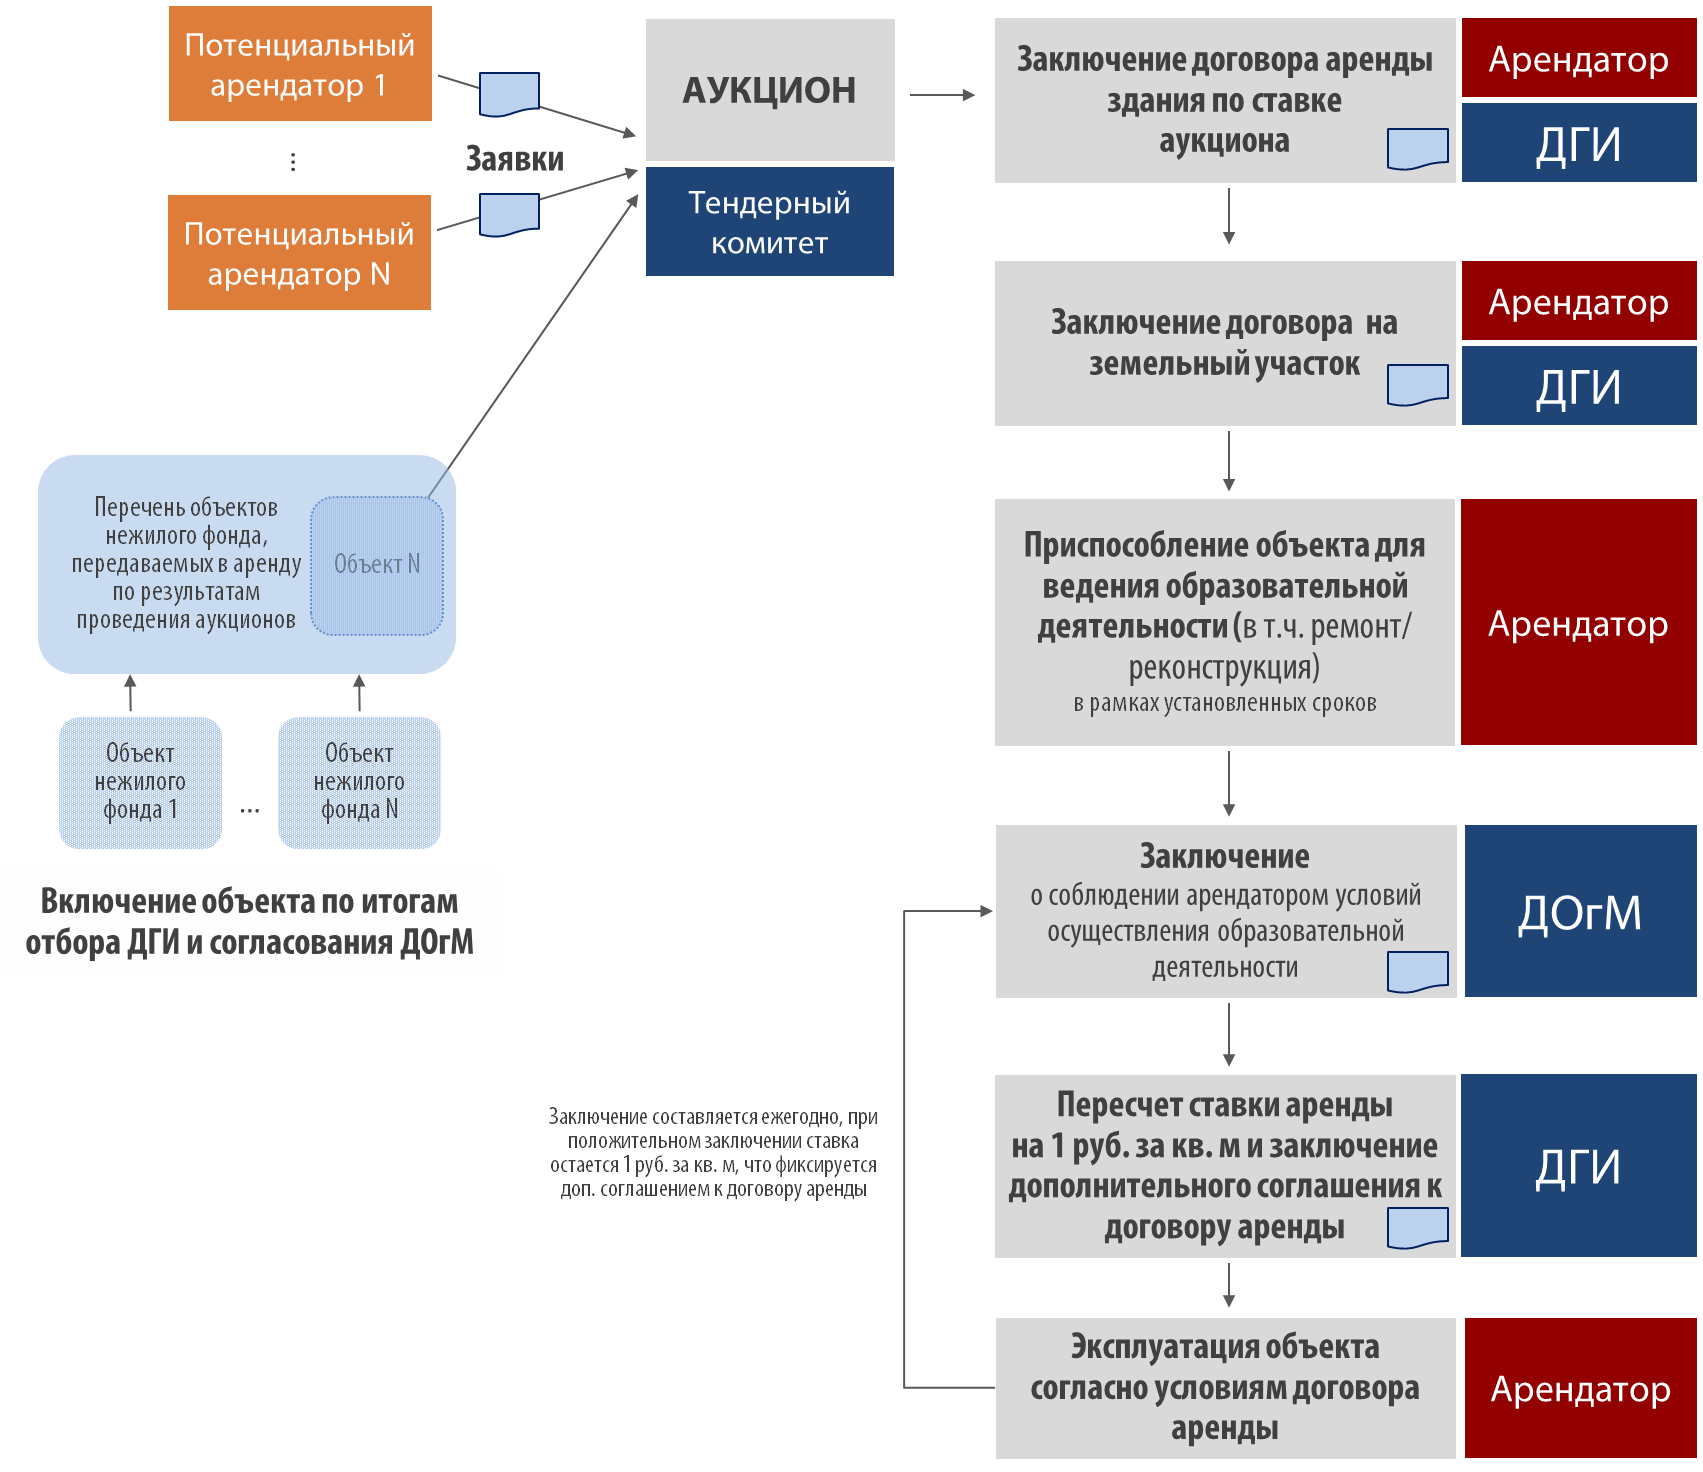 Потенциальный
арендатор 1
...
Потенциальный
арендатор N
Заявки
АУКЦИОН
Тендерный
комитет
Перечень объектов
нежилого фонда,
передаваемых в аренду
по результатам
проведения аукционов
Объект N
Объект
нежилого
фонда 1
...
Объект
нежилого
фонда N
Включение объекта по итогам
отбора ДГИ и согласования ДОгМ
Заключение договора аренды
здания по ставке
аукциона
Арендатор
ДГИ
Заключение договора на
земельный участок
Арендатор
ДГИ
Приспособление объекта для
ведения образовательной
деятельности (в т.ч. ремонт/
реконструкция)
в рамках установленных сроков
Арендатор
Заключение
о соблюдении арендатором условий
осуществления образовательной
деятельности
ДОгМ
Заключение составляется ежегодно, при
положительном заключении ставка
остается 1 руб. за кв. м, что фиксируется
доп. соглашением к договору аренды
Пересчет ставки аренды
на 1 руб. за кв. м и заключение
дополнительного соглашения к
договору аренды
ДГИ
Эксплуатация объекта
согласно условиям договора
аренды
Арендатор